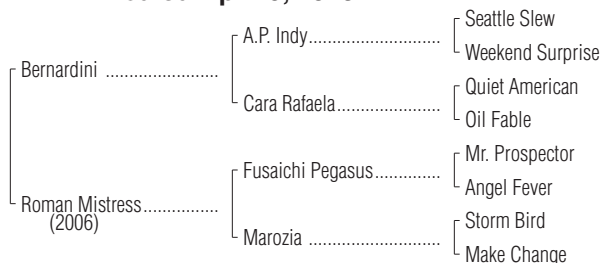 Seattle Slew
A.P. Indy
Weekend Surprise
Bernardini
Quiet American
Cara Rafaela
Oil Fable
Mr. Prospector
Fusaichi Pegasus
Angel Fever
Roman Mistress
(2006)
Storm Bird
Marozia
Make Change